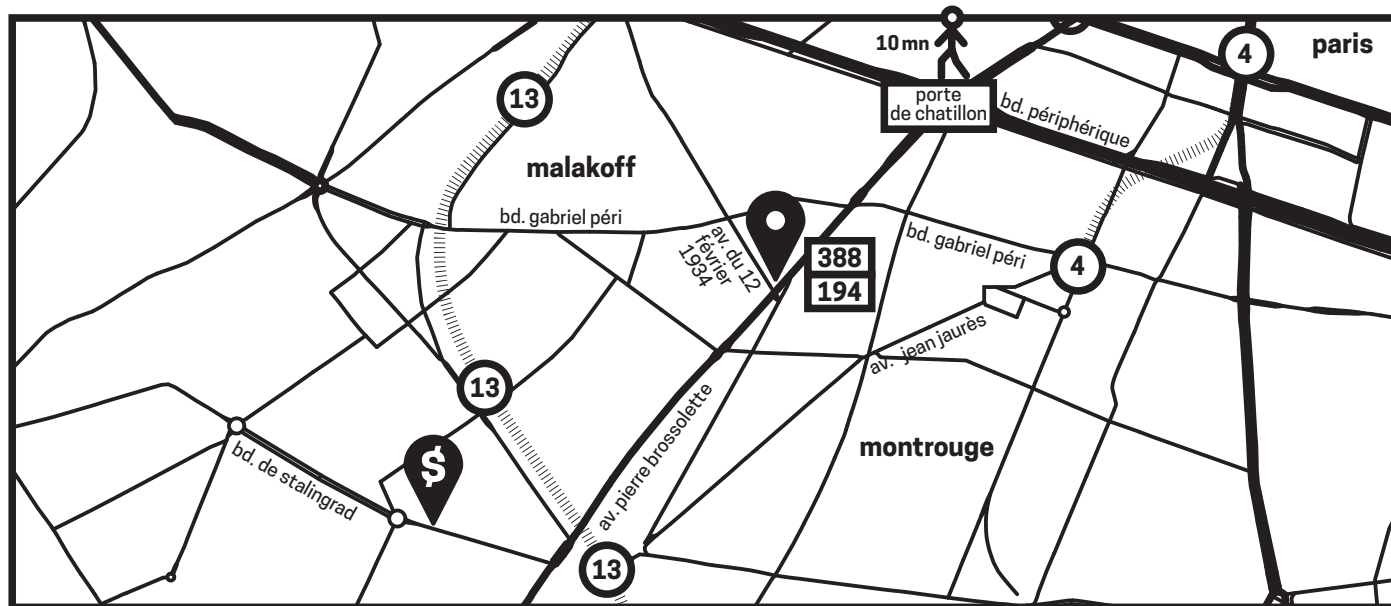 10 mn
4
paris
13
porte
de chatillon
bd. périphérique
malakoff
bd. gabriel péri
av. du 12
février
1934
388
194
bd. gabriel péri
4
av. jean jaurès
13
av. pierre brossolette
montrouge
bd. de stalingrad
$
13